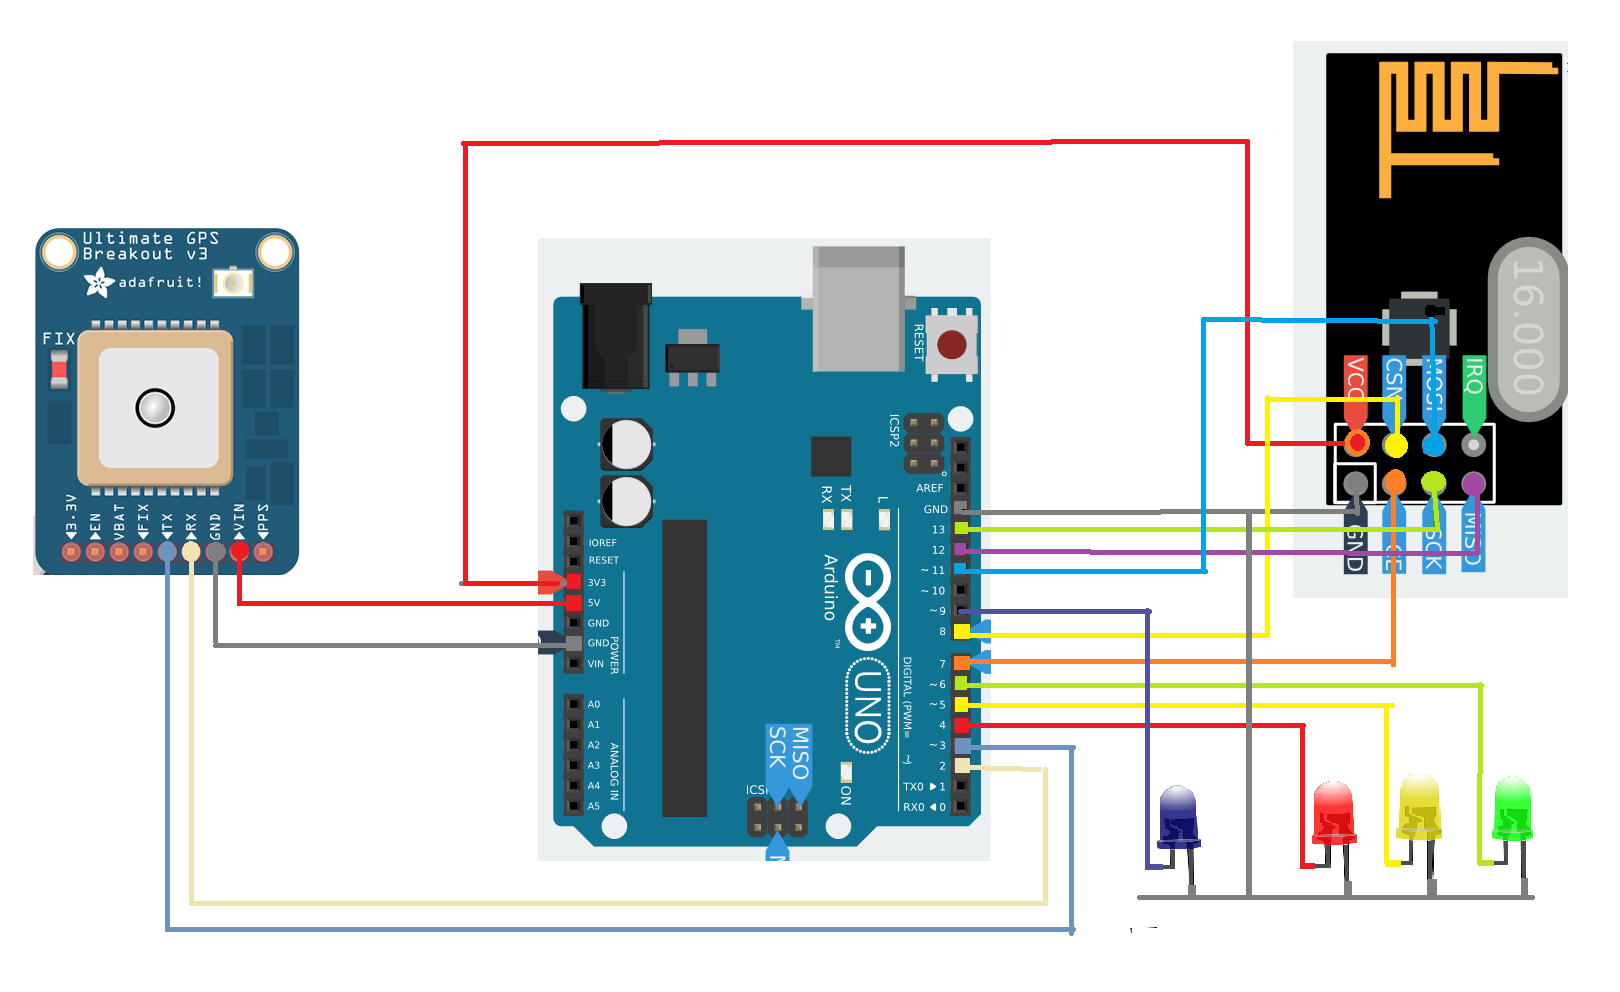 Ultimate GPS
Breakout v3
adafruit!
FIX
3.3V
EN
VBAT
FIX
TX
RX
GND
VIN
PPS
RESET
ICSP2
IOREF
RESET
3V3
5V
GND
GND
VIN
POWER
A0
A1
A2
A3
A4
A5
ANALOG IN
RX
TX
L
Arduino
TM
UNO
ON
ICSP
SCK
MISO
AREF
GND
13
12
~11
~10
~9
8
7
~6
~5
4
~3
2
TX0 ▶ 1
RX0 ◀ 0
DIGITAL (PWM= ~)
16.000
VCC
CSN
MOSI
IRQ
GND
CE
SCK
MISO